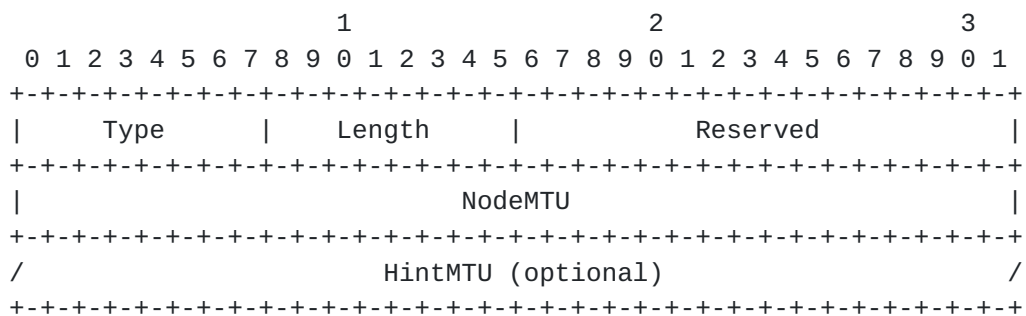 1                   2                   3
 0 1 2 3 4 5 6 7 8 9 0 1 2 3 4 5 6 7 8 9 0 1 2 3 4 5 6 7 8 9 0 1
+-+-+-+-+-+-+-+-+-+-+-+-+-+-+-+-+-+-+-+-+-+-+-+-+-+-+-+-+-+-+-+-+
|     Type      |    Length     |           Reserved            |
+-+-+-+-+-+-+-+-+-+-+-+-+-+-+-+-+-+-+-+-+-+-+-+-+-+-+-+-+-+-+-+-+
|                            NodeMTU                            |
+-+-+-+-+-+-+-+-+-+-+-+-+-+-+-+-+-+-+-+-+-+-+-+-+-+-+-+-+-+-+-+-+
/                       HintMTU (optional)                      /
+-+-+-+-+-+-+-+-+-+-+-+-+-+-+-+-+-+-+-+-+-+-+-+-+-+-+-+-+-+-+-+-+